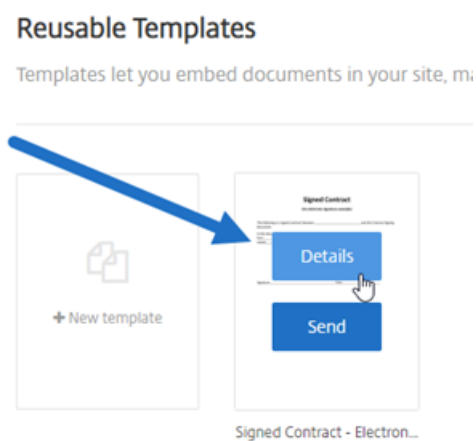 Reusable Templates
Templates let you embed documents in your site, ma
Signed Contract
Details
+ New template
Send
Signed Contract - Electron...